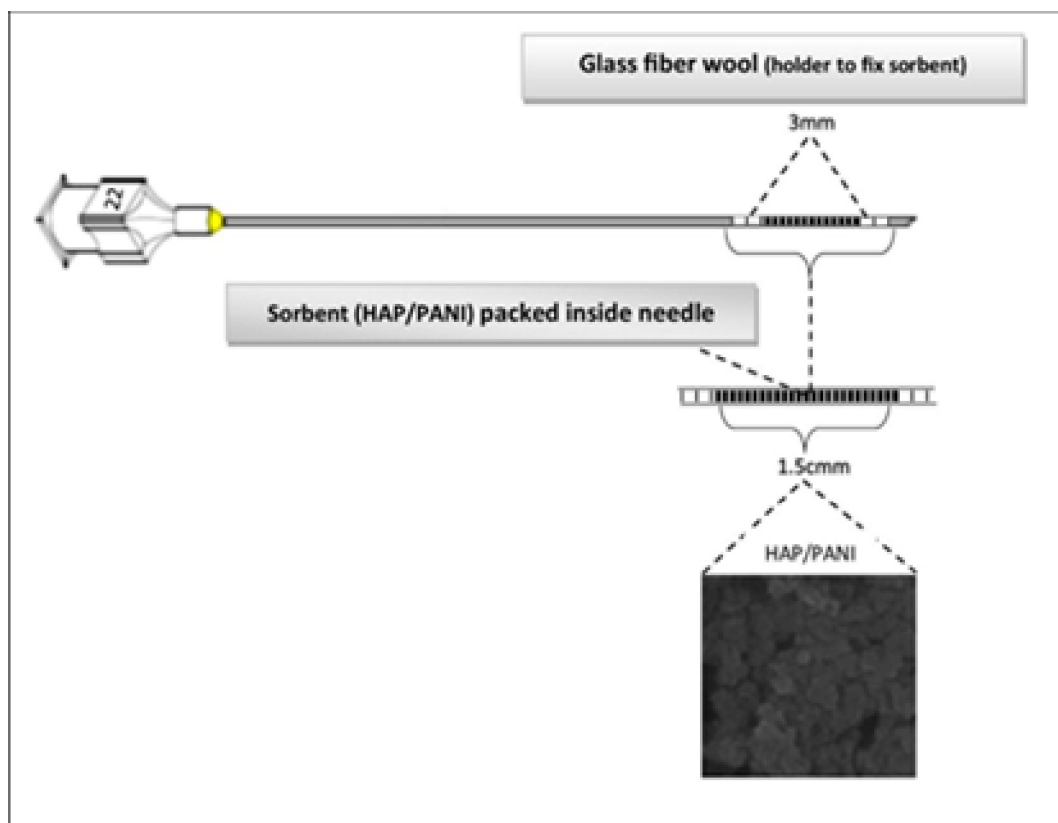 Glass fiber wool (holder to fix sorbent)
3mm
22
Sorbent (HAP/PANI) packed inside needle
1.5cmm
HAP/PANI